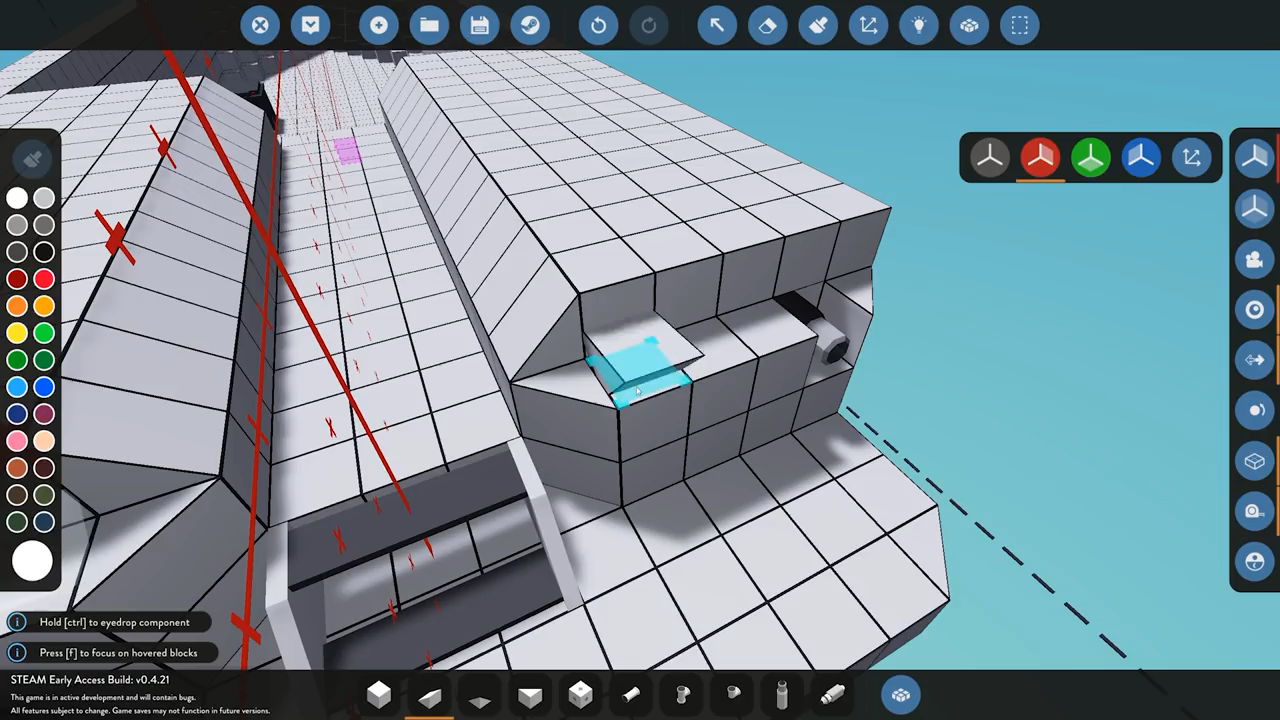 Hold [ctrl] to eyedrop component
Press [f] to focus on hovered blocks
STEAM Early Access Build: v0.4.21
This game is in active development and will contain bugs.
All features subject to change. Game saves may not function in future versions.